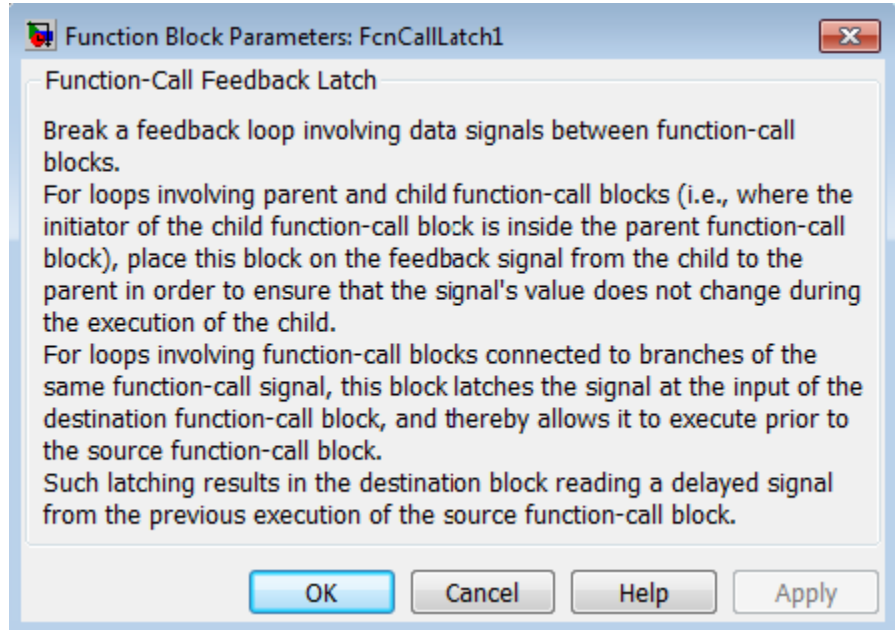 Function Block Parameters: FcnCallLatch1
Function-Call Feedback Latch
Break a feedback loop involving data signals between function-call
blocks.
For loops involving parent and child function-call blocks (i.e., where the
initiator of the child function-call block is inside the parent function-call
block), place this block on the feedback signal from the child to the
parent in order to ensure that the signal's value does not change during
the execution of the child.
For loops involving function-call blocks connected to branches of the
same function-call signal, this block latches the signal at the input of the
destination function-call block, and thereby allows it to execute prior to
the source function-call block.
Such latching results in the destination block reading a delayed signal
from the previous execution of the source function-call block.
OK Cancel Help Apply